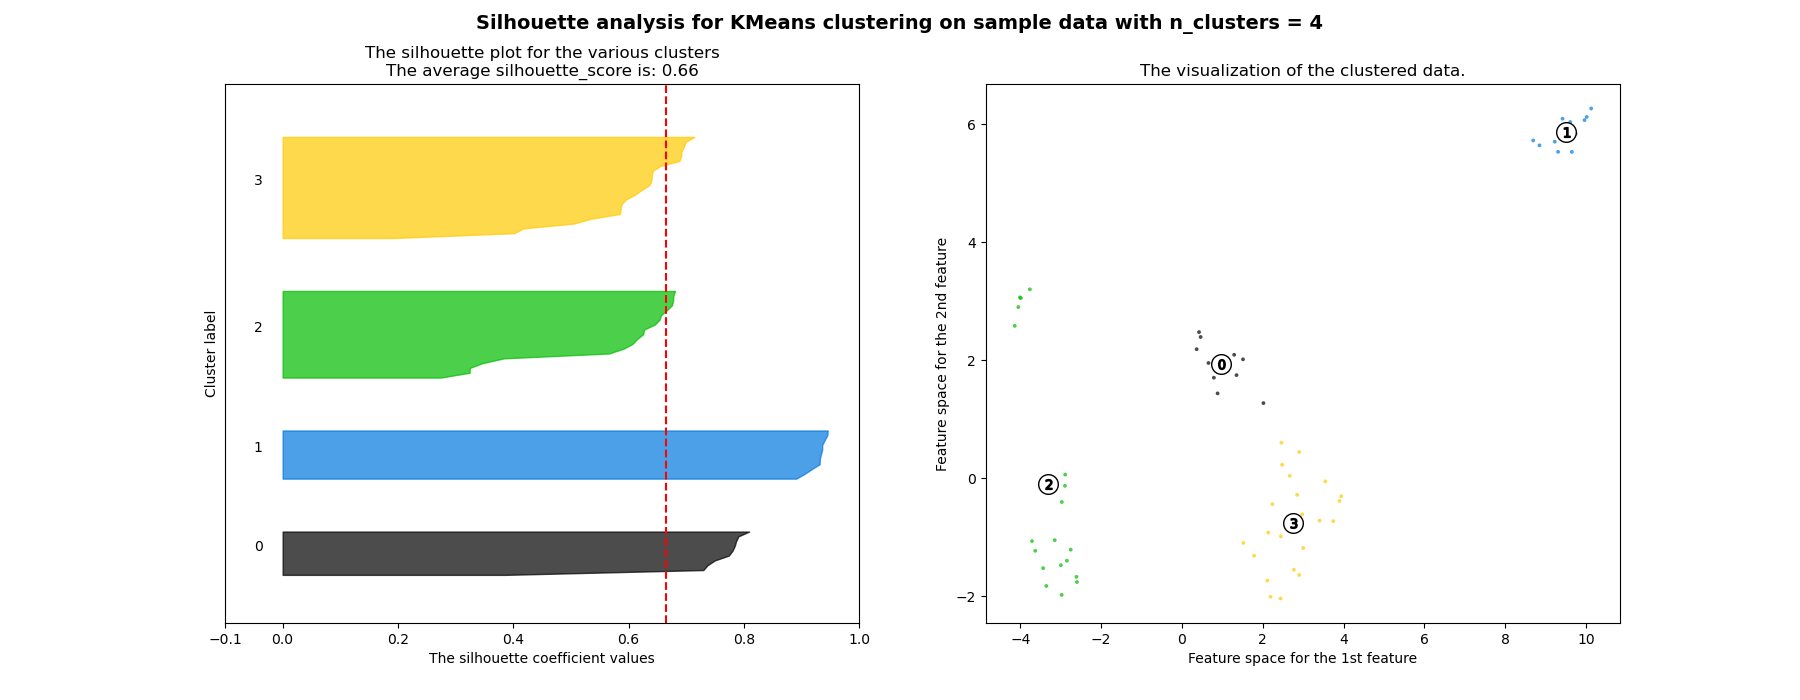 Silhouette analysis for KMeans clustering on sample data with n_clusters = 4
The silhouette plot for the various clusters
The average silhouette_score is: 0.66
3
2
1
0
Cluster label
−0.1 0.0 0.2 0.4 0.6 0.8 1.0
The silhouette coefficient values
The visualization of the clustered data.
6
4
2
0
−2
Feature space for the 2nd feature
1
0
2
3
−4 −2 0 2 4 6 8 10
Feature space for the 1st feature